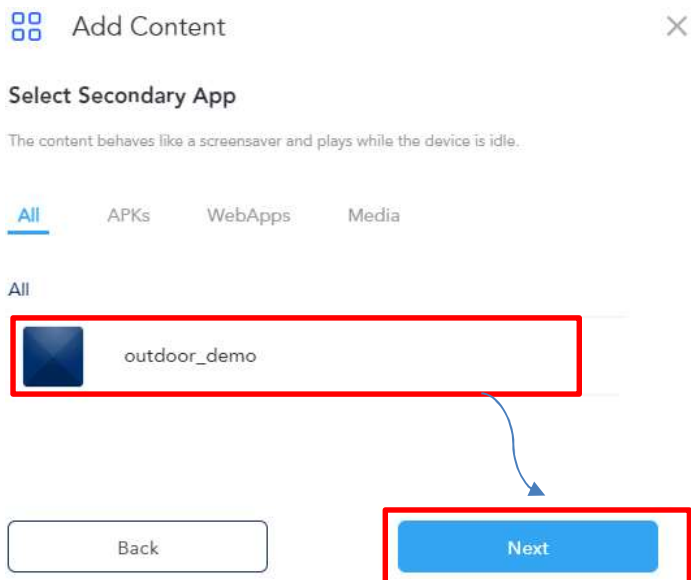 Add Content
Select Secondary App
The content behaves like a screensaver and plays while the device is idle.
All APKs WebApps Media
All
outdoor_demo
Back Next